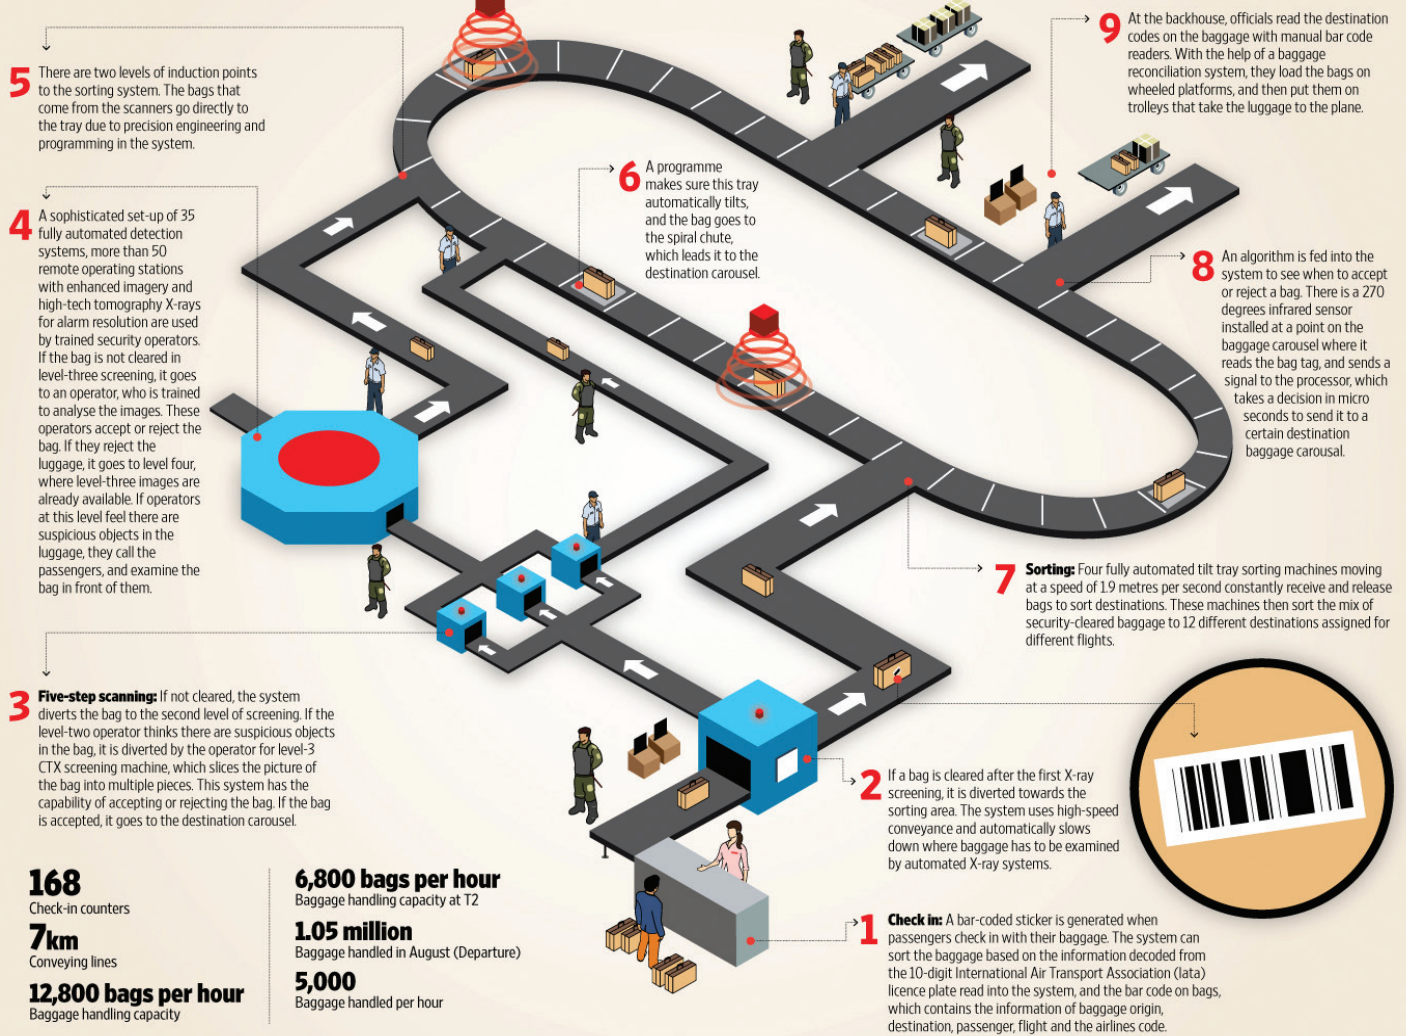 5
There are two levels of induction points
to the sorting system. The bags that
come from the scanners go directly to
the tray due to precision engineering and
programming in the system.
4
A sophisticated set-up of 35
fully automated detection
systems, more than 50
remote operating stations
with enhanced imagery and
high-tech tomography X-rays
for alarm resolution are used
by trained security operators.
If the bag is not cleared in
level-three screening, it goes
to an operator, who is trained
to analyse the images. These
operators accept or reject the
bag. If they reject the
luggage, it goes to level four,
where level-three images are
already available. If operators
at this level feel there are
suspicious objects in the
luggage, they call the
passengers, and examine the
bag in front of them.
3
Five-step scanning: If not cleared, the system
diverts the bag to the second level of screening. If the
level-two operator thinks there are suspicious objects
in the bag, it is diverted by the operator for level-3
CTX screening machine, which slices the picture of
the bag into multiple pieces. This system has the
capability of accepting or rejecting the bag. If the bag
is accepted, it goes to the destination carousel.
168
Check-in counters
7km
Conveying lines
12,800 bags per hour
Baggage handling capacity
6,800 bags per hour
Baggage handling capacity at T2
1.05 million
Baggage handled in August (Departure)
5,000
Baggage handled per hour
6
A programme
makes sure this tray
automatically tilts,
and the bag goes to
the spiral chute,
which leads it to the
destination carousel.
9
At the backhouse, officials read the destination
codes on the baggage with manual bar code
readers. With the help of a baggage
reconciliation system, they load the bags on
wheeled platforms, and then put them on
trolleys that take the luggage to the plane.
8
An algorithm is fed into the
system to see when to accept
or reject a bag. There is a 270
degrees infrared sensor
installed at a point on the
baggage carousel where it
reads the bag tag, and sends a
signal to the processor, which
takes a decision in micro
seconds to send it to a
certain destination
baggage carousal.
7
Sorting: Four fully automated tilt tray sorting machines moving
at a speed of 1.9 metres per second constantly receive and release
bags to sort destinations. These machines then sort the mix of
security-cleared baggage to 12 different destinations assigned for
different flights.
2
If a bag is cleared after the first X-ray
screening, it is diverted towards the
sorting area. The system uses high-speed
conveyance and automatically slows
down where baggage has to be examined
by automated X-ray systems.
1
Check in: A bar-coded sticker is generated when
passengers check in with their baggage. The system can
sort the baggage based on the information decoded from
the 10-digit International Air Transport Association (Iata)
licence plate read into the system, and the bar code on bags,
which contains the information of baggage origin,
destination, passenger, flight and the airlines code.